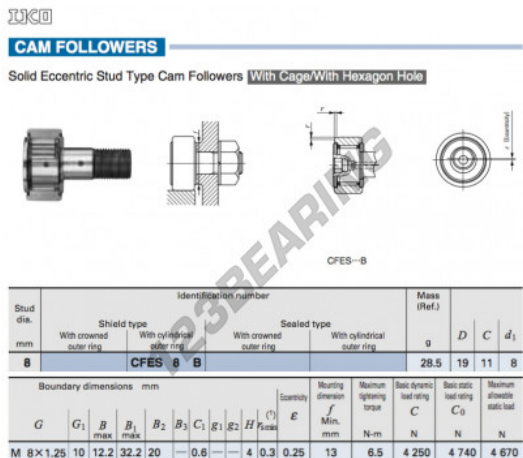 IKO
CAM FOLLOWERS
Solid Eccentric Stud Type Cam Followers With Cage/With Hexagon Hole
r
r
f
ε (Eccentricity)
CFES···B
123BEARING
Stud dia. mm
Identification number
Mass (Ref.) g
Shield type
Sealed type
With crowned outer ring
With cylindrical outer ring
With crowned outer ring
With cylindrical outer ring
D C d1
8 CFES 8 B 28.5 19 11 8
Boundary dimensions mm
Eccentricity ε
Mounting dimension f Min. mm
Maximum tightening torque N-m
Basic dynamic load rating C N
Basic static load rating C0 N
Maximum allowable static load N
G G1 B max B1 max B2 B3 C1 g1 g2 H rs min (1)
M 8×1.25 10 12.2 32.2 20 — 0.6 — — 4 0.3 0.25 13 6.5 4 250 4 740 4 670